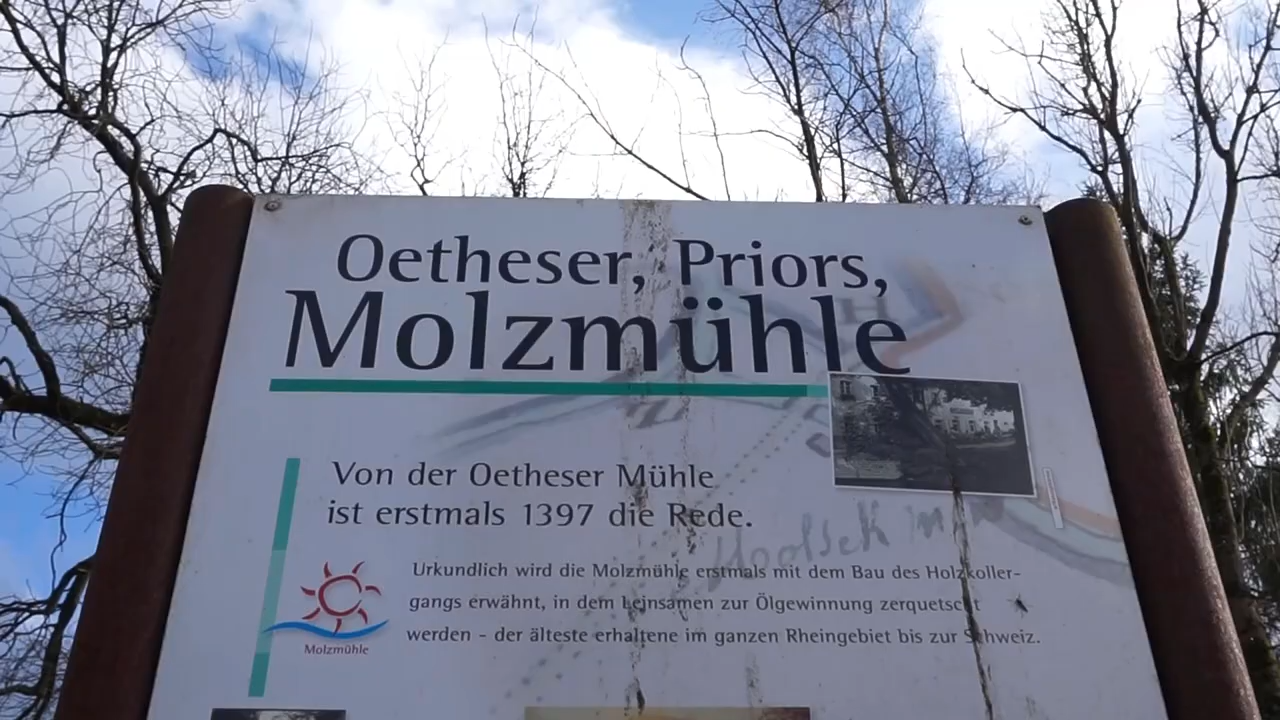 Oetheser, Priors,
Molzmühle
Von der Oetheser Mühle
ist erstmals 1397 die Rede.
Urkundlich wird die Molzmühle erstmals mit dem Bau des Holzkoller-
gangs erwähnt, in dem Leinsamen zur Ölgewinnung zerquetscht
werden - der älteste erhaltene im ganzen Rheingebiet bis zur Schweiz.
Molzmühle